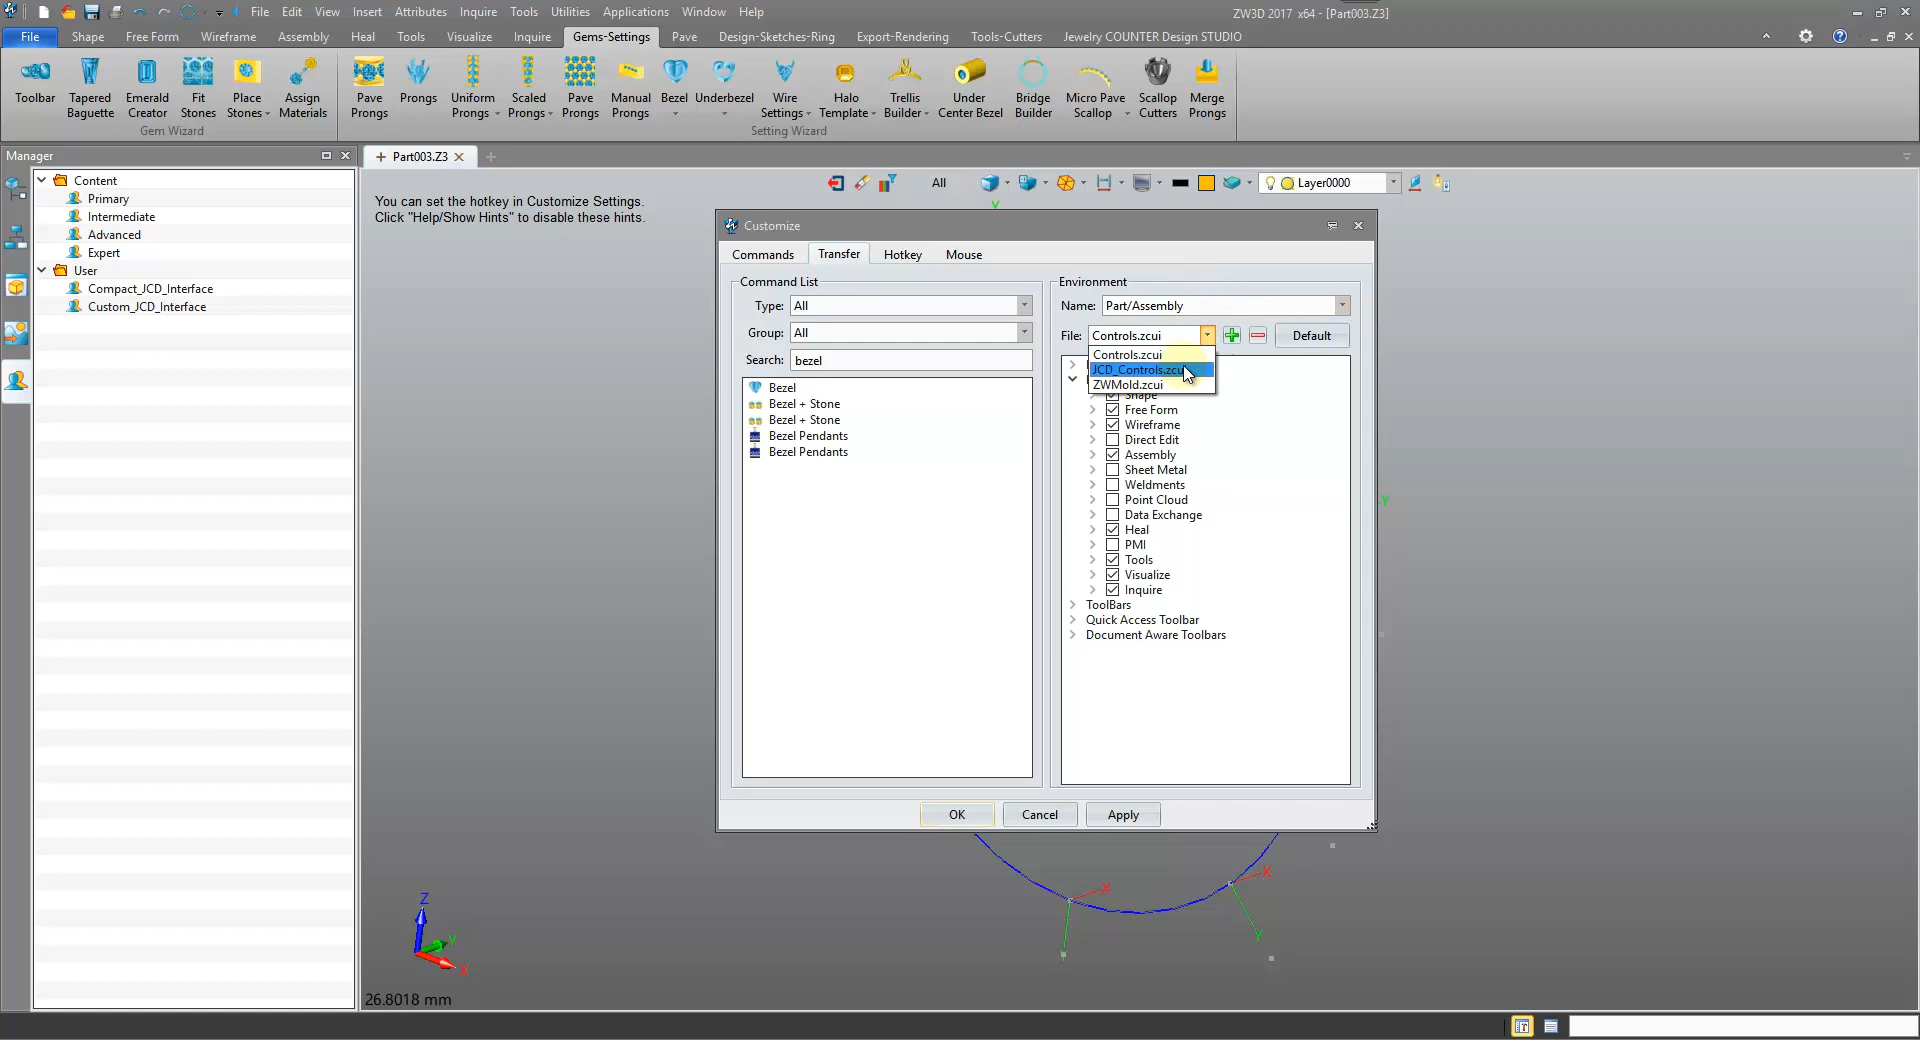 File Edit View Insert Attributes Inquire Tools Utilities Applications Window Help
ZW3D 2017 x64 - [Part003.Z3]
File Shape Free Form Wireframe Assembly Heal Tools Visualize Inquire Gems-Settings Pave Design-Sketches-Ring Export-Rendering Tools-Cutters Jewelry COUNTER Design STUDIO
Toolbar Tapered Baguette Emerald Creator Fit Stones Place Stones Assign Materials
Pave Prongs Prongs Uniform Prongs Scaled Prongs Pave Prongs Manual Prongs Bezel Underbezel Wire Settings Halo Template Trellis Builder Under Center Bezel Bridge Builder Micro Pave Scallop Scallop Cutters Merge Prongs
Gem Wizard Setting Wizard
Manager
Part003.Z3
Content
Primary
Intermediate
Advanced
Expert
User
Compact_JCD_Interface
Custom_JCD_Interface
All
Layer0000
You can set the hotkey in Customize Settings.
Click "Help/Show Hints" to disable these hints.
Y
Customize
Commands Transfer Hotkey Mouse
Command List
Type: All
Group: All
Search: bezel
Bezel
Bezel + Stone
Bezel + Stone
Bezel Pendants
Bezel Pendants
Environment
Name: Part/Assembly
File: Controls.zcui Default
Controls.zcui
JCD_Controls.zcui
ZWMold.zcui
Shape
Free Form
Wireframe
Direct Edit
Assembly
Sheet Metal
Weldments
Point Cloud
Data Exchange
Heal
PMI
Tools
Visualize
Inquire
ToolBars
Quick Access Toolbar
Document Aware Toolbars
OK Cancel Apply
Y
X
X
Y
Z
Y
X
26.8018 mm